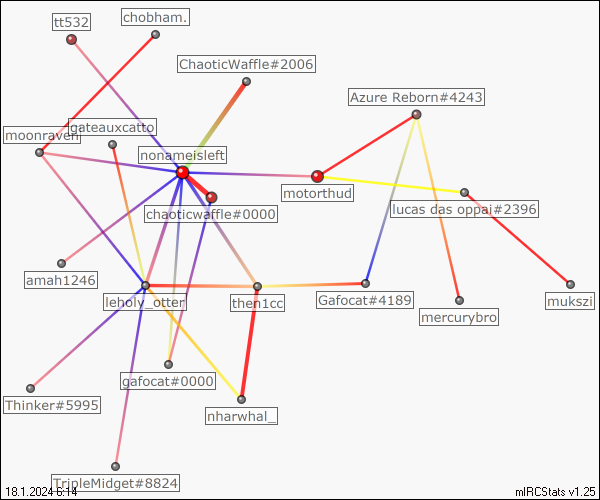 chobham.
tt532
ChaoticWaffle#2006
Azure Reborn#4243
gateauxcatto
moonraven
nonameisleft
motorthud
lucas das oppai#2396
chaoticwaffle#0000
amah1246
leholy_otter
then1cc
Gafocat#4189
mukszi
mercurybro
gafocat#0000
Thinker#5995
nharwhal_
TripleMidget#8824
18.1.2024 6:14
mIRCStats v1.25